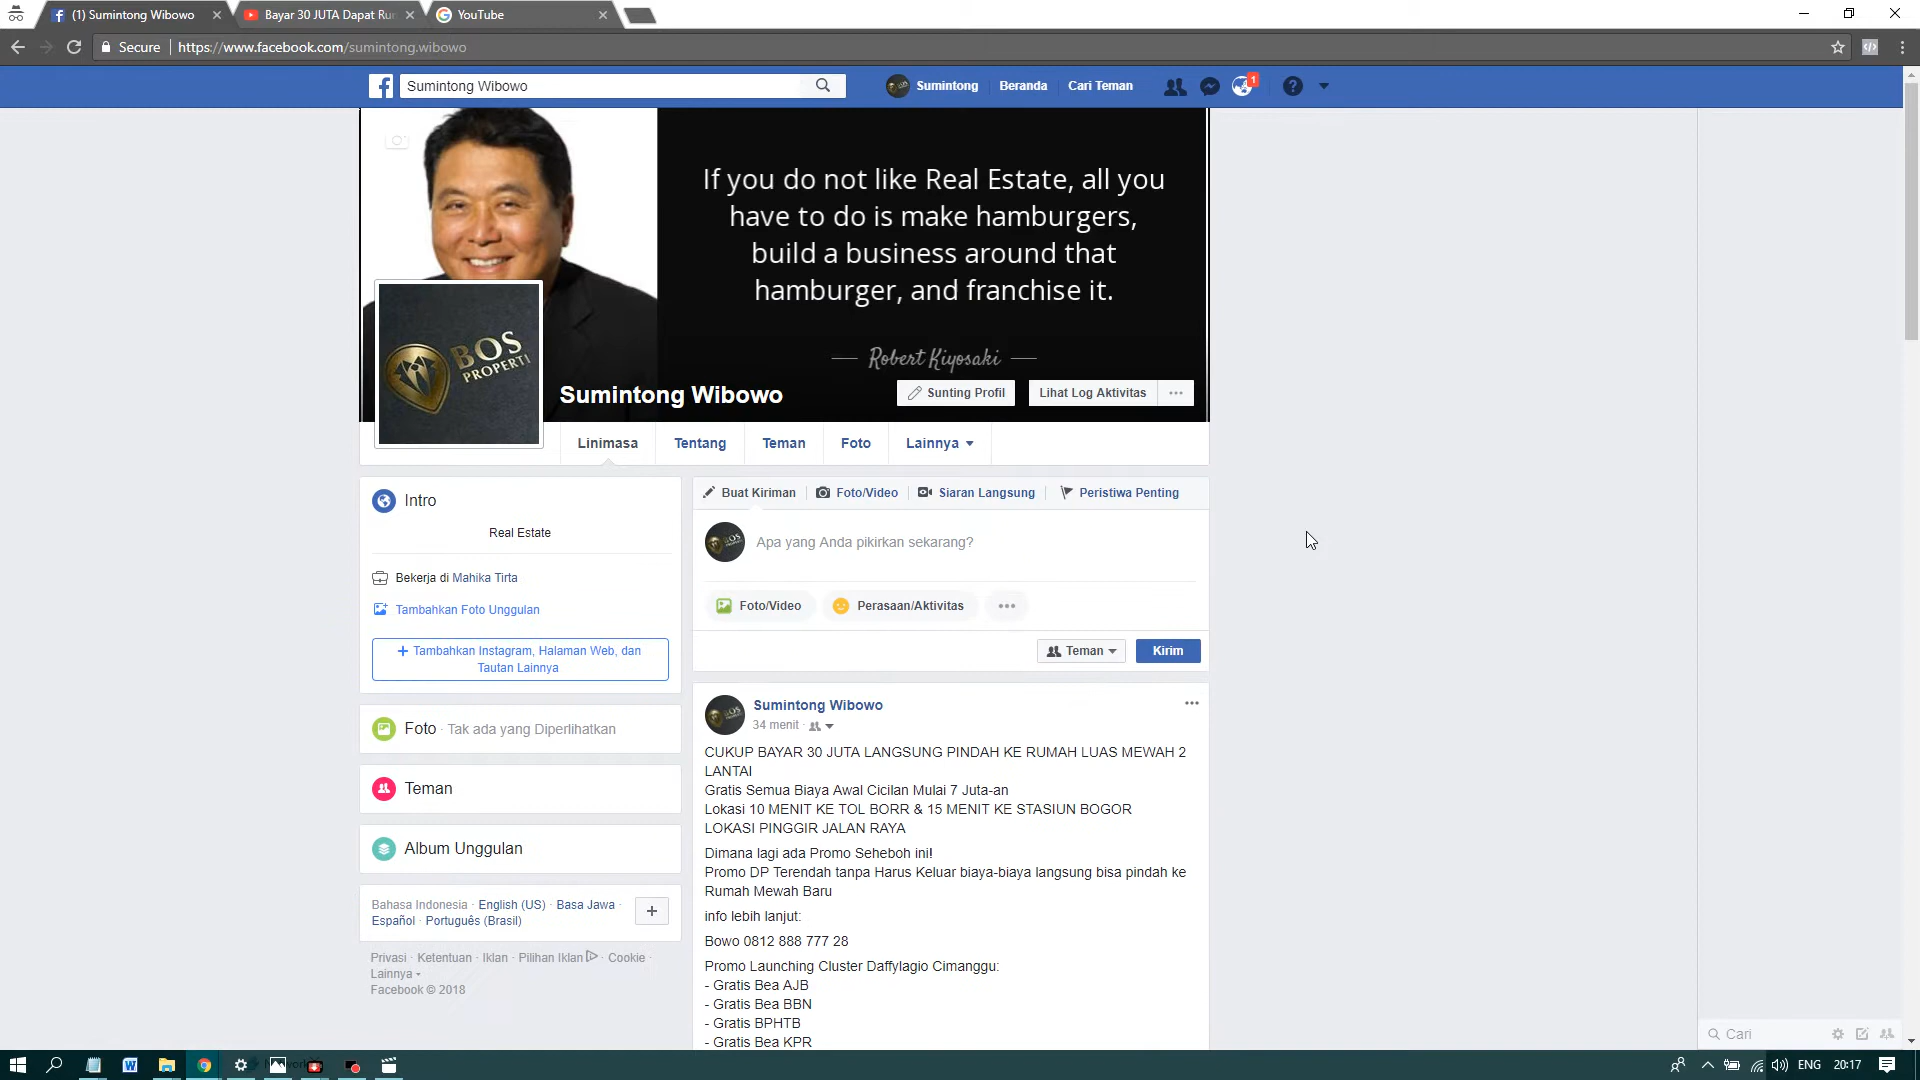 (1) Sumintong Wibowo
Bayar 30 JUTA Dapat Ru
YouTube
Secure
https://www.facebook.com/sumintong.wibowo
Sumintong Wibowo
Sumintong
Beranda
Cari Teman
1
If you do not like Real Estate, all you
have to do is make hamburgers,
build a business around that
hamburger, and franchise it.
Robert Kiyosaki
BOS
PROPERTI
Sumintong Wibowo
Sunting Profil
Lihat Log Aktivitas
Linimasa
Tentang
Teman
Foto
Lainnya
Intro
Real Estate
Bekerja di Mahika Tirta
Tambahkan Foto Unggulan
+ Tambahkan Instagram, Halaman Web, dan
Tautan Lainnya
Foto · Tak ada yang Diperlihatkan
Teman
Album Unggulan
Bahasa Indonesia · English (US) · Basa Jawa ·
Español · Português (Brasil)
Privasi · Ketentuan · Iklan · Pilihan Iklan · Cookie ·
Lainnya
Facebook © 2018
Buat Kiriman
Foto/Video
Siaran Langsung
Peristiwa Penting
Apa yang Anda pikirkan sekarang?
Foto/Video
Perasaan/Aktivitas
Teman
Kirim
Sumintong Wibowo
34 menit ·
CUKUP BAYAR 30 JUTA LANGSUNG PINDAH KE RUMAH LUAS MEWAH 2
LANTAI
Gratis Semua Biaya Awal Cicilan Mulai 7 Juta-an
Lokasi 10 MENIT KE TOL BORR & 15 MENIT KE STASIUN BOGOR
LOKASI PINGGIR JALAN RAYA
Dimana lagi ada Promo Seheboh ini!
Promo DP Terendah tanpa Harus Keluar biaya-biaya langsung bisa pindah ke
Rumah Mewah Baru
info lebih lanjut:
Bowo 0812 888 777 28
Promo Launching Cluster Daffylagio Cimanggu:
- Gratis Bea AJB
- Gratis Bea BBN
- Gratis BPHTB
- Gratis Bea KPR
Cari
ENG
20:17